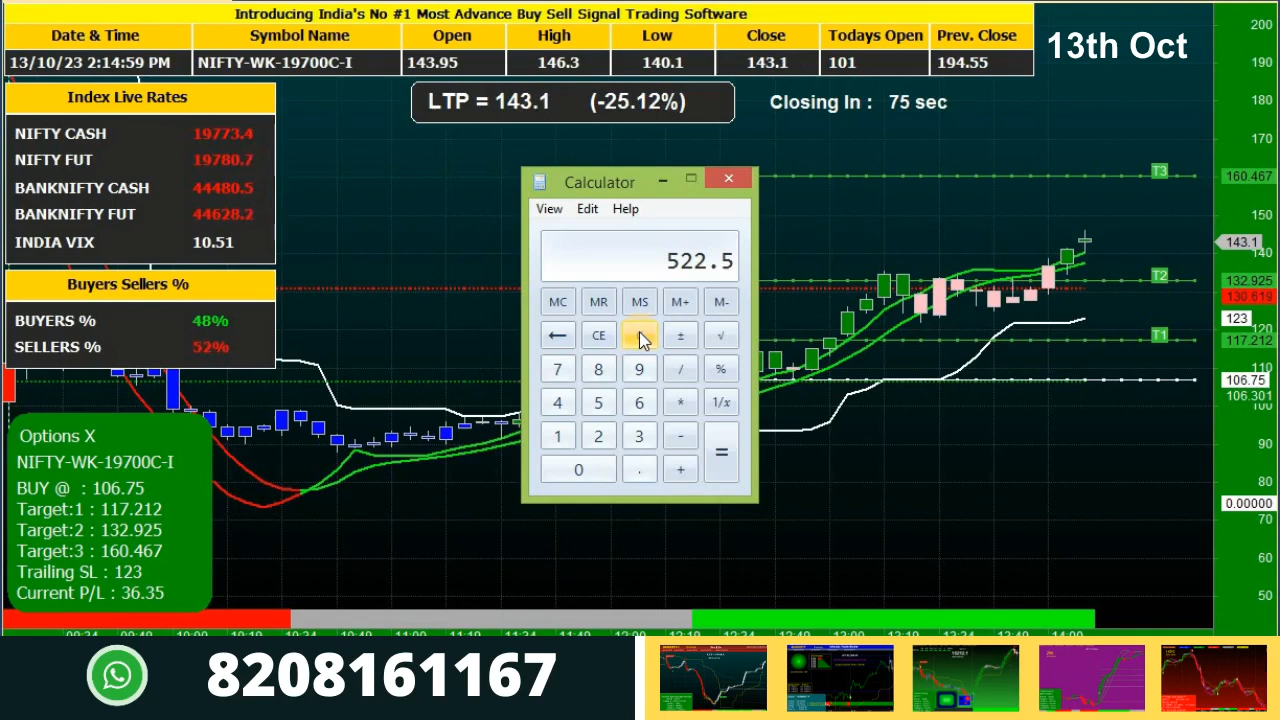 Introducing India's No #1 Most Advance Buy Sell Signal Trading Software
Date & Time Symbol Name Open High Low Close Todays Open Prev. Close
13/10/23 2:14:59 PM NIFTY-WK-19700C-I 143.95 146.3 140.1 143.1 101 194.55
13th Oct
LTP = 143.1 (-25.12%)
Closing In : 75 sec
Index Live Rates
NIFTY CASH 19773.4
NIFTY FUT 19780.7
BANKNIFTY CASH 44480.5
BANKNIFTY FUT 44628.2
INDIA VIX 10.51
Buyers Sellers %
BUYERS % 48%
SELLERS % 52%
Options X
NIFTY-WK-19700C-I
BUY @ : 106.75
Target:1 : 117.212
Target:2 : 132.925
Target:3 : 160.467
Trailing SL : 123
Current P/L : 36.35
Calculator
View Edit Help
522.5
MC MR MS M+ M-
← CE ± √
7 8 9 / %
4 5 6 * 1/x
1 2 3 - =
0 . +
T3
T2
T1
200
190
180
170
160.467
150
143.1
140
132.925
130.619
123
120
117.212
106.75
106.301
100
90
80
0.00000
70
60
50
8208161167